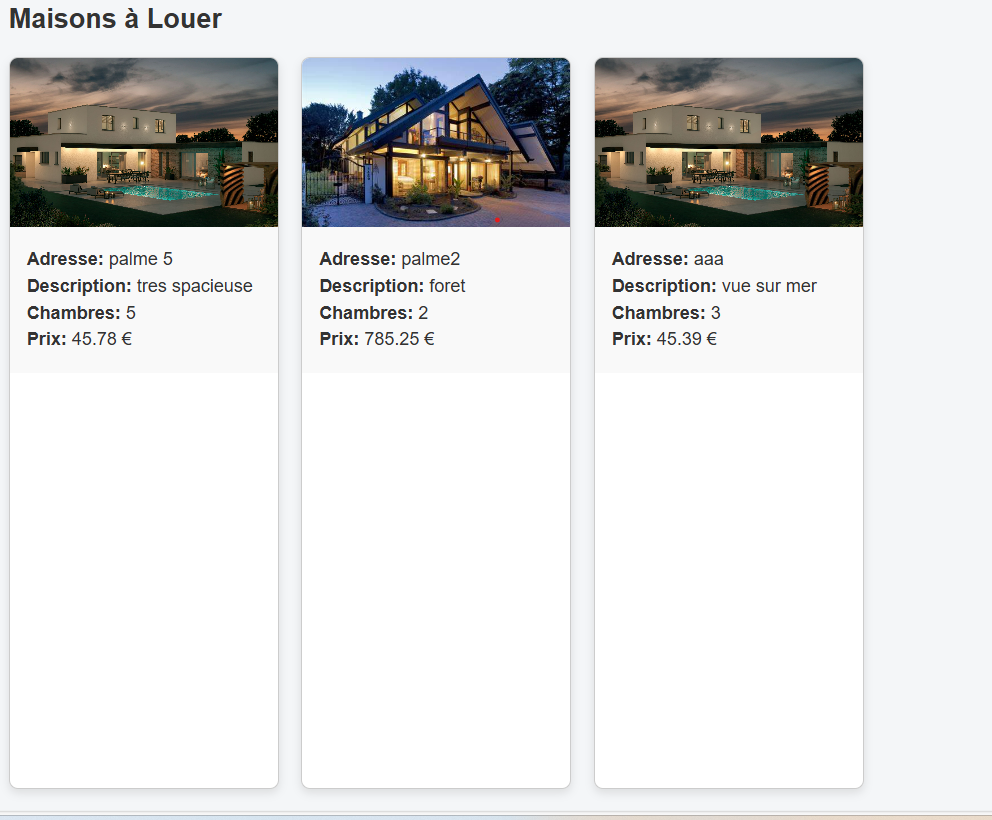 Maisons à Louer
Adresse: palme 5
Description: tres spacieuse
Chambres: 5
Prix: 45.78 €
Adresse: palme2
Description: foret
Chambres: 2
Prix: 785.25 €
Adresse: aaa
Description: vue sur mer
Chambres: 3
Prix: 45.39 €